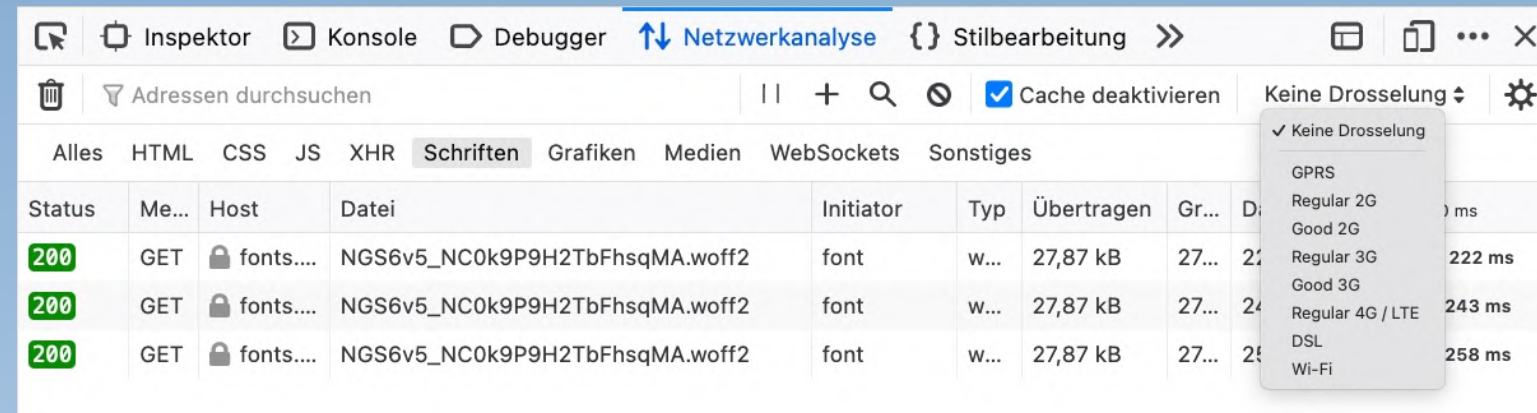 Inspektor Konsole Debugger Netzwerkanalyse Stilbearbeitung
Adressen durchsuchen Cache deaktivieren Keine Drosselung
Keine Drosselung
GPRS
Regular 2G
Good 2G
Regular 3G
Good 3G
Regular 4G / LTE
DSL
Wi-Fi
Alles HTML CSS JS XHR Schriften Grafiken Medien WebSockets Sonstiges
Status Me... Host Datei Initiator Typ Übertragen Gr... ms
200 GET fonts.... NGS6v5_NC0k9P9H2TbFhsqMA.woff2 font w... 27,87 kB 27... 222 ms
200 GET fonts.... NGS6v5_NC0k9P9H2TbFhsqMA.woff2 font w... 27,87 kB 27... 243 ms
200 GET fonts.... NGS6v5_NC0k9P9H2TbFhsqMA.woff2 font w... 27,87 kB 27... 258 ms